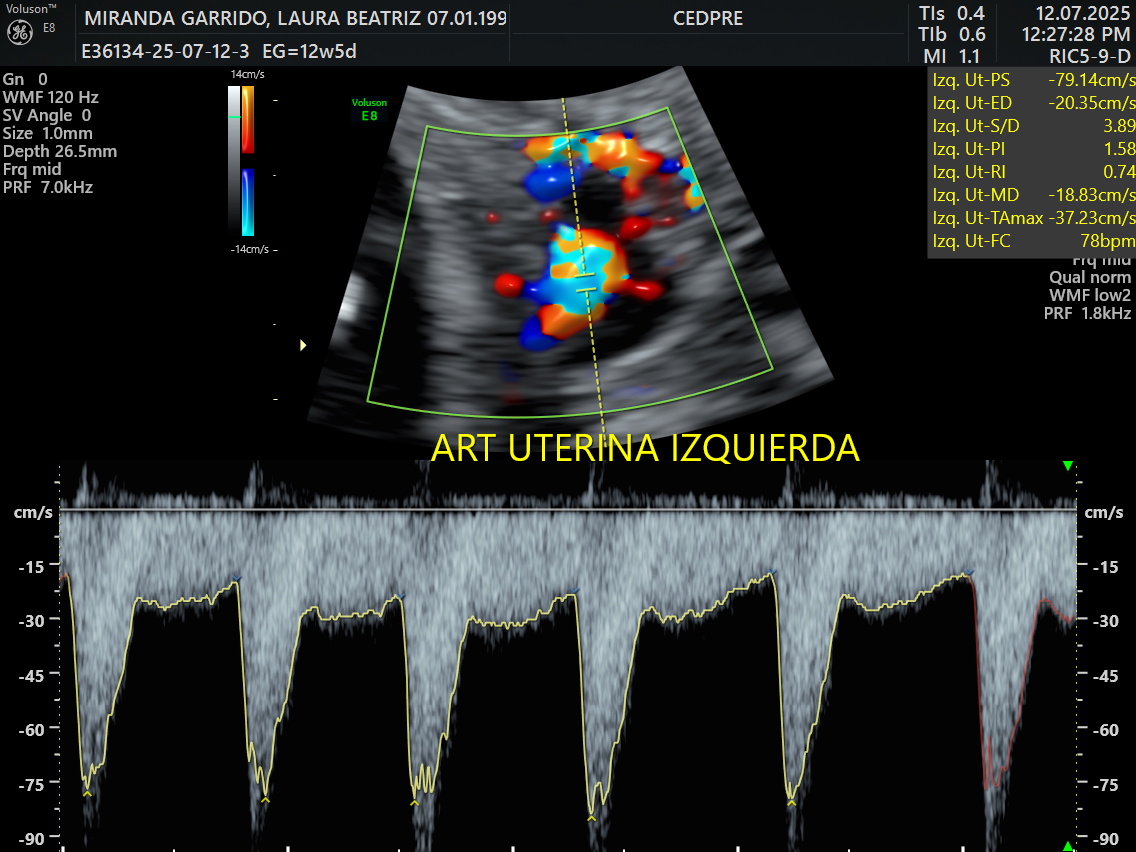 Voluson™
E8
MIRANDA GARRIDO, LAURA BEATRIZ 07.01.199
E36134-25-07-12-3 EG=12w5d
CEDPRE
TIs 0.4
TIb 0.6
MI 1.1
12.07.2025
12:27:28 PM
RIC5-9-D
Gn 0
WMF 120 Hz
SV Angle 0
Size 1.0mm
Depth 26.5mm
Frq mid
PRF 7.0kHz
14cm/s
-14cm/s
Voluson
E8
Izq. Ut-PS -79.14cm/s
Izq. Ut-ED -20.35cm/s
Izq. Ut-S/D 3.89
Izq. Ut-PI 1.58
Izq. Ut-RI 0.74
Izq. Ut-MD -18.83cm/s
Izq. Ut-TAmax -37.23cm/s
Izq. Ut-FC 78bpm
Frq mid
Qual norm
WMF low2
PRF 1.8kHz
ART UTERINA IZQUIERDA
cm/s cm/s
-15 -15
-30 -30
-45 -45
-60 -60
-75 -75
-90 -90